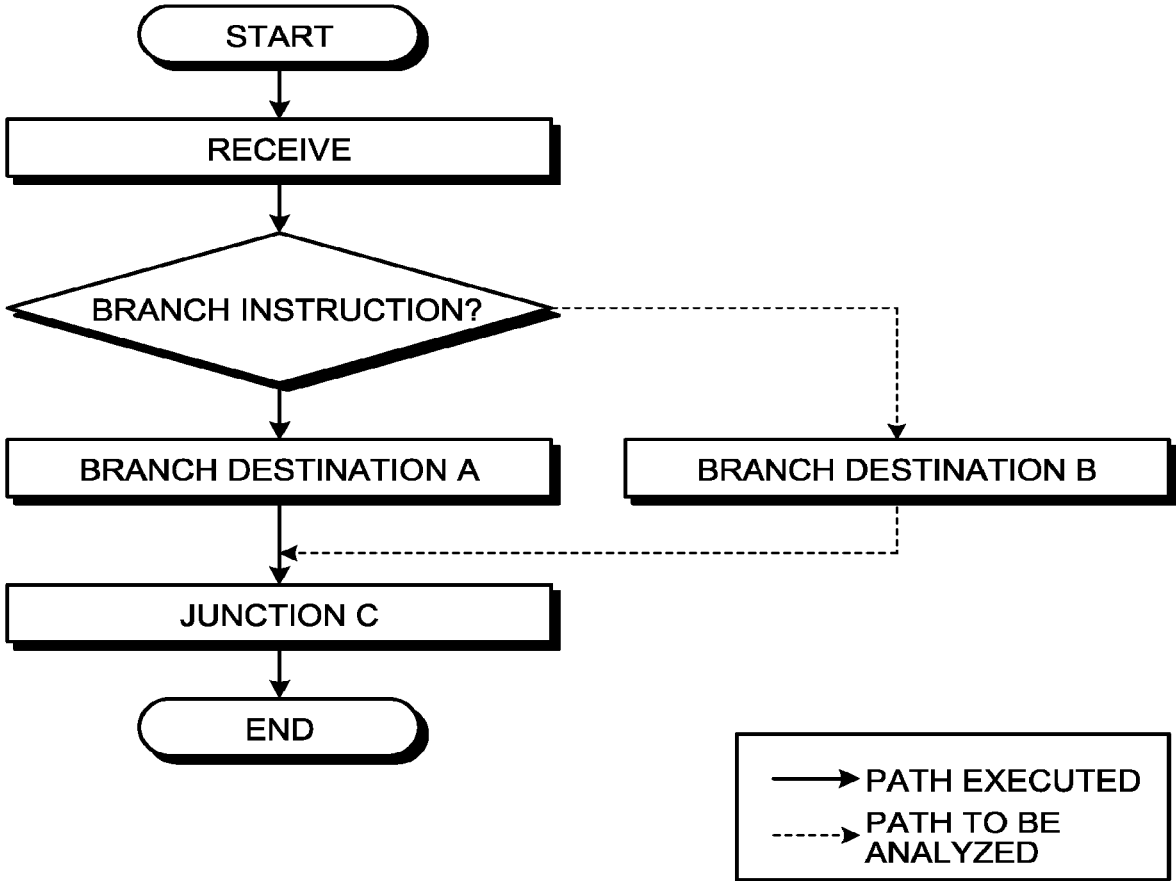 START
RECEIVE
BRANCH INSTRUCTION?
BRANCH DESTINATION A
BRANCH DESTINATION B
JUNCTION C
END
PATH EXECUTED
PATH TO BE
ANALYZED